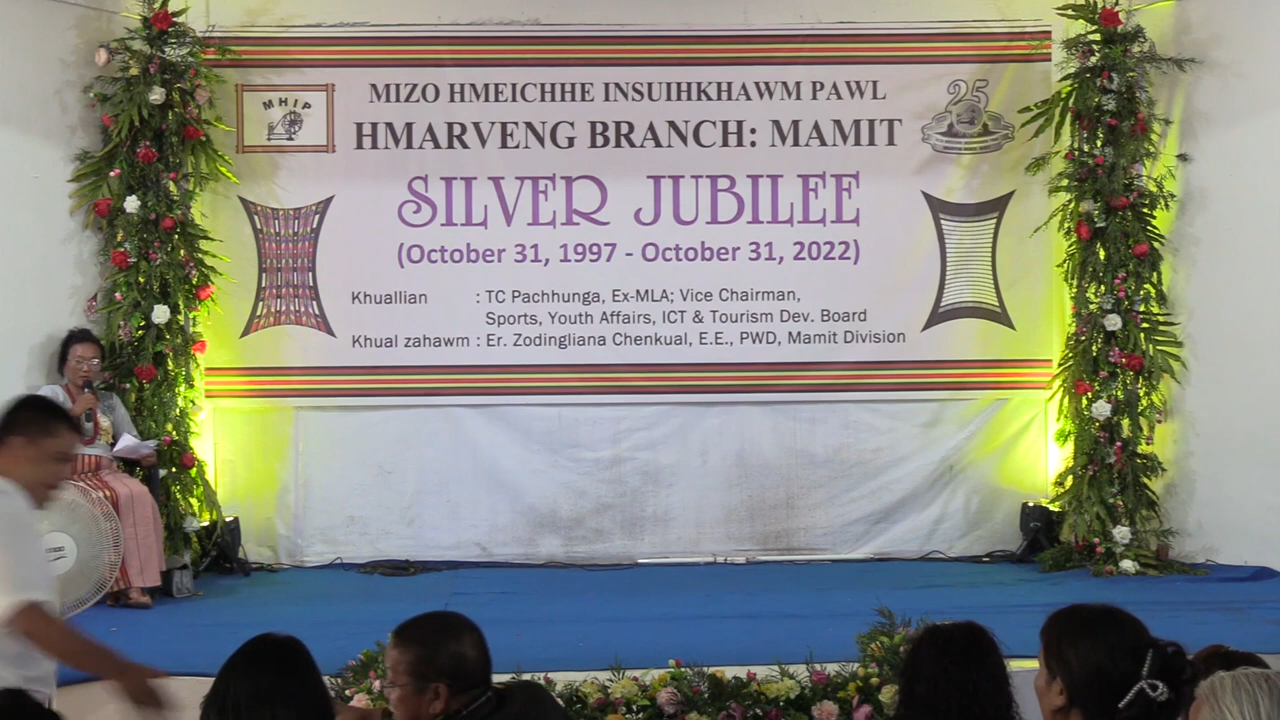 MHIP
MIZO HMEICHHE INSUIHKHAWM PAWL
HMARVENG BRANCH: MAMIT
25
SILVER JUBILEE
(October 31, 1997 - October 31, 2022)
Khuallian : TC Pachhunga, Ex-MLA; Vice Chairman,
Sports, Youth Affairs, ICT & Tourism Dev. Board
Khual zahawm : Er. Zodingliana Chenkual, E.E., PWD, Mamit Division